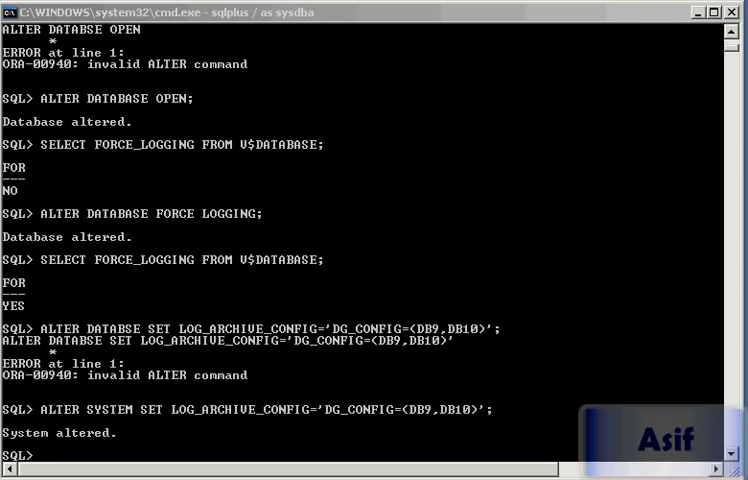 C:\WINDOWS\system32\cmd.exe - sqlplus / as sysdba
ALTER DATABSE OPEN
*
ERROR at line 1:
ORA-00940: invalid ALTER command
SQL> ALTER DATABASE OPEN;
Database altered.
SQL> SELECT FORCE_LOGGING FROM V$DATABASE;
FOR
---
NO
SQL> ALTER DATABASE FORCE LOGGING;
Database altered.
SQL> SELECT FORCE_LOGGING FROM V$DATABASE;
FOR
---
YES
SQL> ALTER DATABSE SET LOG_ARCHIVE_CONFIG='DG_CONFIG=(DB9,DB10)';
ALTER DATABSE SET LOG_ARCHIVE_CONFIG='DG_CONFIG=(DB9,DB10)'
*
ERROR at line 1:
ORA-00940: invalid ALTER command
SQL> ALTER SYSTEM SET LOG_ARCHIVE_CONFIG='DG_CONFIG=(DB9,DB10)';
System altered.
SQL>
Asif